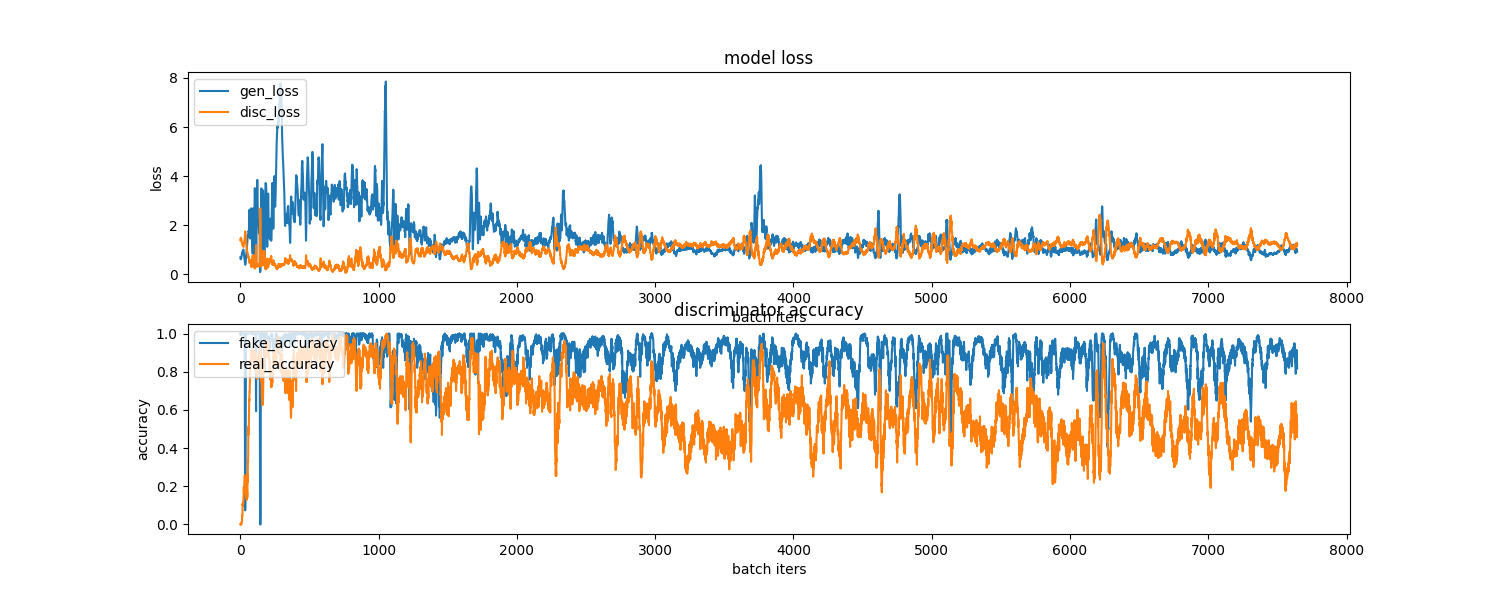 model loss
8
6
4
2
0
loss
gen_loss
disc_loss
0 1000 2000 3000 4000 5000 6000 7000 8000
batch iters
discriminator accuracy
1.0
0.8
0.6
0.4
0.2
0.0
accuracy
fake_accuracy
real_accuracy
0 1000 2000 3000 4000 5000 6000 7000 8000
batch iters